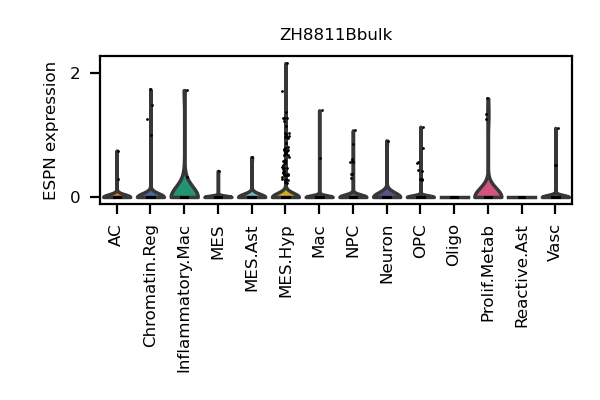 ZH8811Bbulk
ESPN expression
2
0
AC
Chromatin.Reg
Inflammatory.Mac
MES
MES.Ast
MES.Hyp
Mac
NPC
Neuron
OPC
Oligo
Prolif.Metab
Reactive.Ast
Vasc